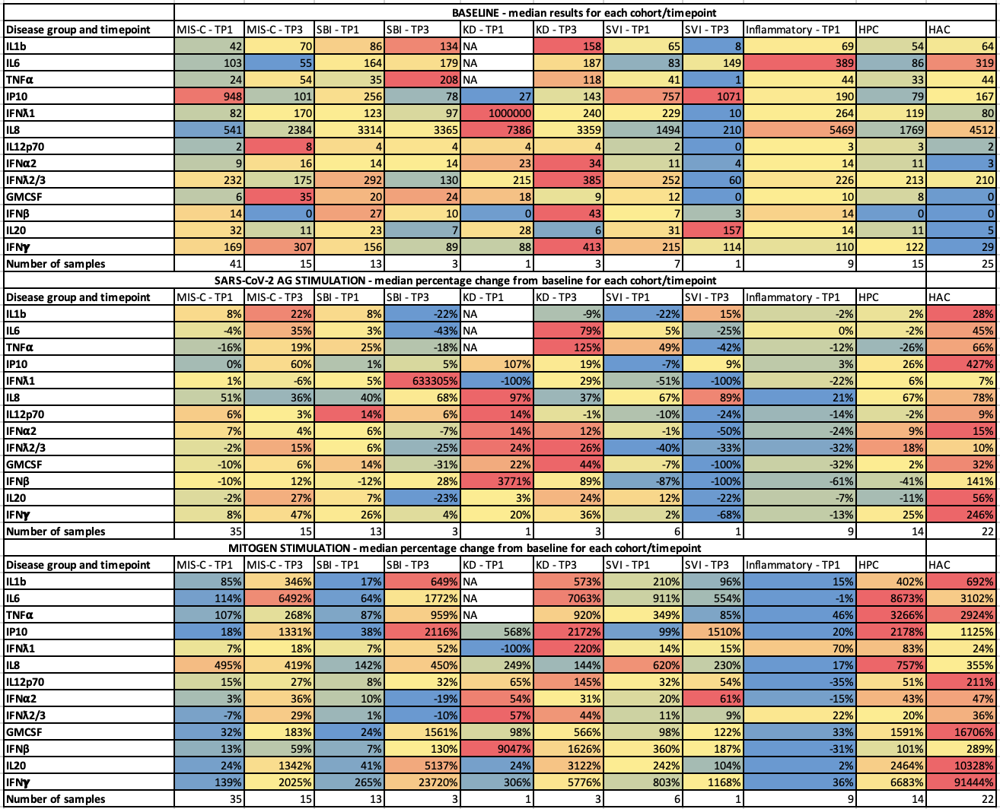 BASELINE - median results for each cohort/timepoint
Disease group and timepoint MIS-C - TP1 MIS-C - TP3 SBI - TP1 SBI - TP3 KD - TP1 KD - TP3 SVI - TP1 SVI - TP3 Inflammatory - TP1 HPC HAC
IL1b 42 70 86 134 NA 158 65 8 69 54 64
IL6 103 55 164 179 NA 187 83 149 389 86 319
TNFα 24 54 35 208 NA 118 41 1 44 33 44
IP10 948 101 256 78 27 143 757 1071 190 79 167
IFNƛ1 82 170 123 97 1000000 240 229 10 264 119 80
IL8 541 2384 3314 3365 7386 3359 1494 210 5469 1769 4512
IL12p70 2 8 4 4 4 4 2 0 3 3 2
IFNα2 9 16 14 14 23 34 11 4 14 11 3
IFNƛ2/3 232 175 292 130 215 385 252 60 226 213 210
GMCSF 6 35 20 24 18 9 12 0 10 8 0
IFNβ 14 0 27 10 0 43 7 3 14 0 0
IL20 32 11 23 7 28 6 31 157 14 11 5
IFNɣ 169 307 156 89 88 413 215 114 110 122 29
Number of samples 41 15 13 3 1 3 7 1 9 15 25
SARS-CoV-2 AG STIMULATION - median percentage change from baseline for each cohort/timepoint
Disease group and timepoint MIS-C - TP1 MIS-C - TP3 SBI - TP1 SBI - TP3 KD - TP1 KD - TP3 SVI - TP1 SVI - TP3 Inflammatory - TP1 HPC HAC
IL1b 8% 22% 8% -22% NA -9% -22% 15% -2% 2% 28%
IL6 -4% 35% 3% -43% NA 79% 5% -25% 0% -2% 45%
TNFα -16% 19% 25% -18% NA 125% 49% -42% -12% -26% 66%
IP10 0% 60% 1% 5% 107% 19% -7% 9% 3% 26% 427%
IFNƛ1 1% -6% 5% 633305% -100% 29% -51% -100% -22% 6% 7%
IL8 51% 36% 40% 68% 97% 37% 67% 89% 21% 67% 78%
IL12p70 6% 3% 14% 6% 14% -1% -10% -24% -14% -2% 9%
IFNα2 7% 4% 6% -7% 14% 12% -1% -50% -24% 9% 15%
IFNƛ2/3 -2% 15% 6% -25% 24% 26% -40% -33% -32% 18% 10%
GMCSF -10% 6% 14% -31% 22% 44% -7% -100% -32% 2% 32%
IFNβ -10% 12% -12% 28% 3771% 89% -87% -100% -61% -41% 141%
IL20 -2% 27% 7% -23% 3% 24% 12% -22% -7% -11% 56%
IFNɣ 8% 47% 26% 4% 20% 36% 2% -68% -13% 25% 246%
Number of samples 35 15 13 3 1 3 6 1 9 14 22
MITOGEN STIMULATION - median percentage change from baseline for each cohort/timepoint
Disease group and timepoint MIS-C - TP1 MIS-C - TP3 SBI - TP1 SBI - TP3 KD - TP1 KD - TP3 SVI - TP1 SVI - TP3 Inflammatory - TP1 HPC HAC
IL1b 85% 346% 17% 649% NA 573% 210% 96% 15% 402% 692%
IL6 114% 6492% 64% 1772% NA 7063% 911% 554% -1% 8673% 3102%
TNFα 107% 268% 87% 959% NA 920% 349% 85% 46% 3266% 2924%
IP10 18% 1331% 38% 2116% 568% 2172% 99% 1510% 20% 2178% 1125%
IFNƛ1 7% 18% 7% 52% -100% 220% 14% 15% 70% 83% 24%
IL8 495% 419% 142% 450% 249% 144% 620% 230% 17% 757% 355%
IL12p70 15% 27% 8% 32% 65% 145% 32% 54% -35% 51% 211%
IFNα2 3% 36% 10% -19% 54% 31% 20% 61% -15% 43% 47%
IFNƛ2/3 -7% 29% 1% -10% 57% 44% 11% 9% 22% 20% 36%
GMCSF 32% 183% 24% 1561% 98% 566% 98% 122% 33% 1591% 16706%
IFNβ 13% 59% 7% 130% 9047% 1626% 360% 187% 3% 101% 289%
IL20 24% 1342% 41% 5137% 24% 3122% 242% 104% 2% 2464% 10328%
IFNɣ 139% 2025% 265% 23720% 306% 5776% 803% 1168% 36% 6683% 91444%
Number of samples 35 15 13 3 1 3 6 1 9 14 22